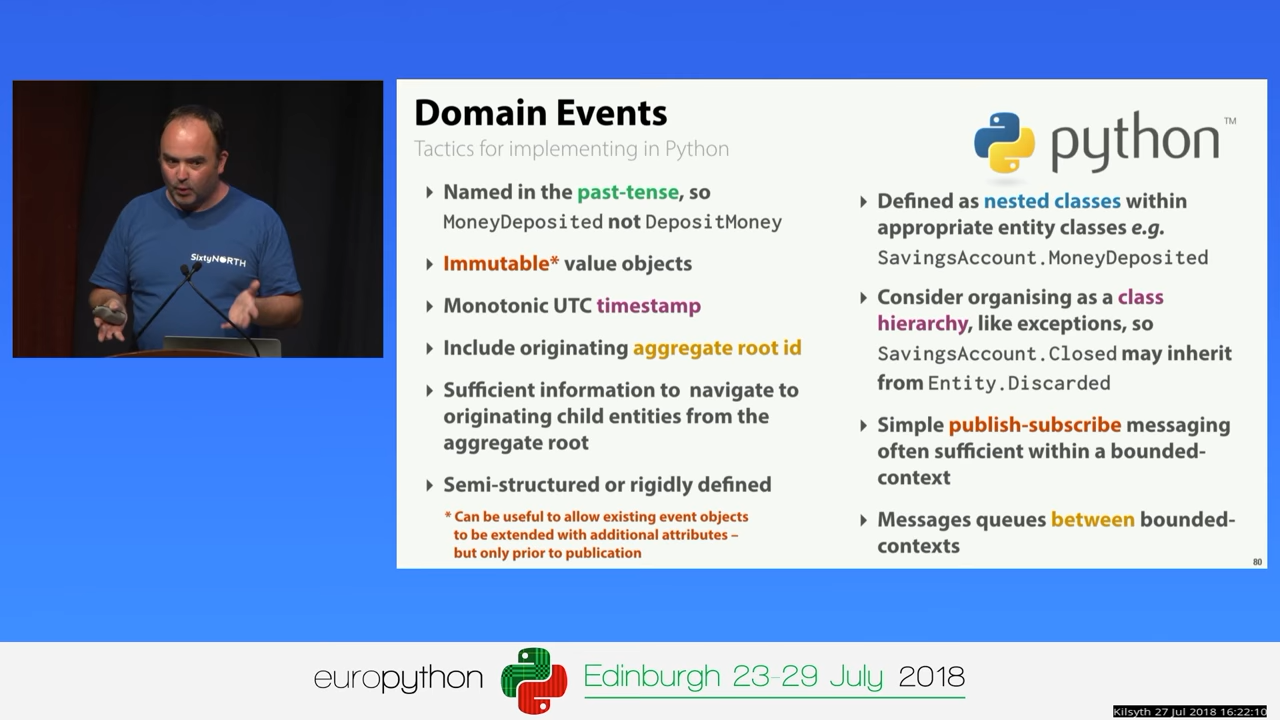 SixtyNORTH
Domain Events
Tactics for implementing in Python
Named in the past-tense, so
MoneyDeposited not DepositMoney
Immutable* value objects
Monotonic UTC timestamp
Include originating aggregate root id
Sufficient information to navigate to
originating child entities from the
aggregate root
Semi-structured or rigidly defined
* Can be useful to allow existing event objects
to be extended with additional attributes –
but only prior to publication
python™
Defined as nested classes within
appropriate entity classes e.g.
SavingsAccount.MoneyDeposited
Consider organising as a class
hierarchy, like exceptions, so
SavingsAccount.Closed may inherit
from Entity.Discarded
Simple publish-subscribe messaging
often sufficient within a bounded-
context
Messages queues between bounded-
contexts
80
europython Edinburgh 23-29 July 2018
Kilsyth 27 Jul 2018 16:22:10